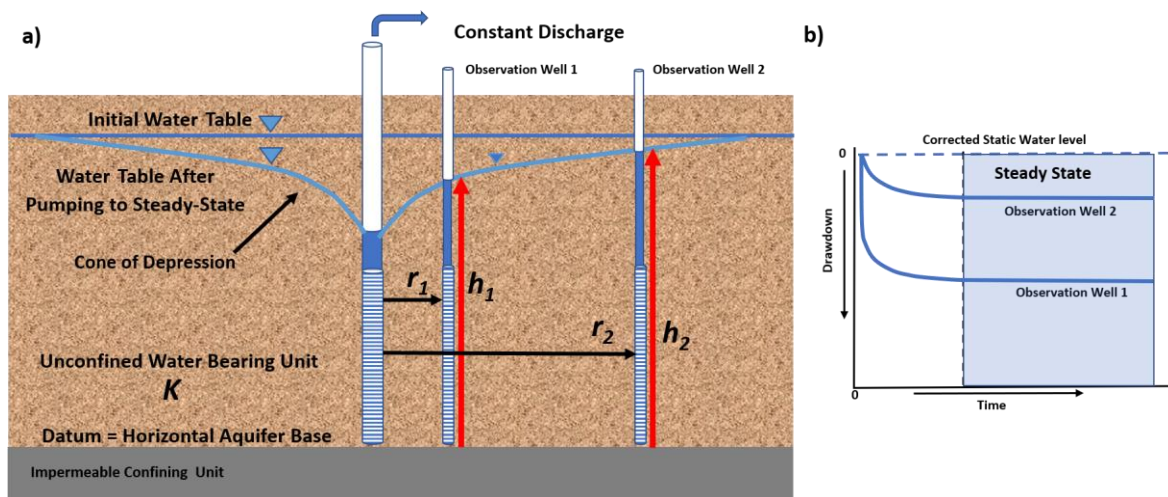 a)
Constant Discharge
Observation Well 1
Observation Well 2
Initial Water Table
Water Table After
Pumping to Steady-State
Cone of Depression
r1
h1
r2
h2
Unconfined Water Bearing Unit
K
Datum = Horizontal Aquifer Base
Impermeable Confining Unit
b)
Corrected Static Water level
0
Steady State
Observation Well 2
Drawdown
Observation Well 1
0
Time